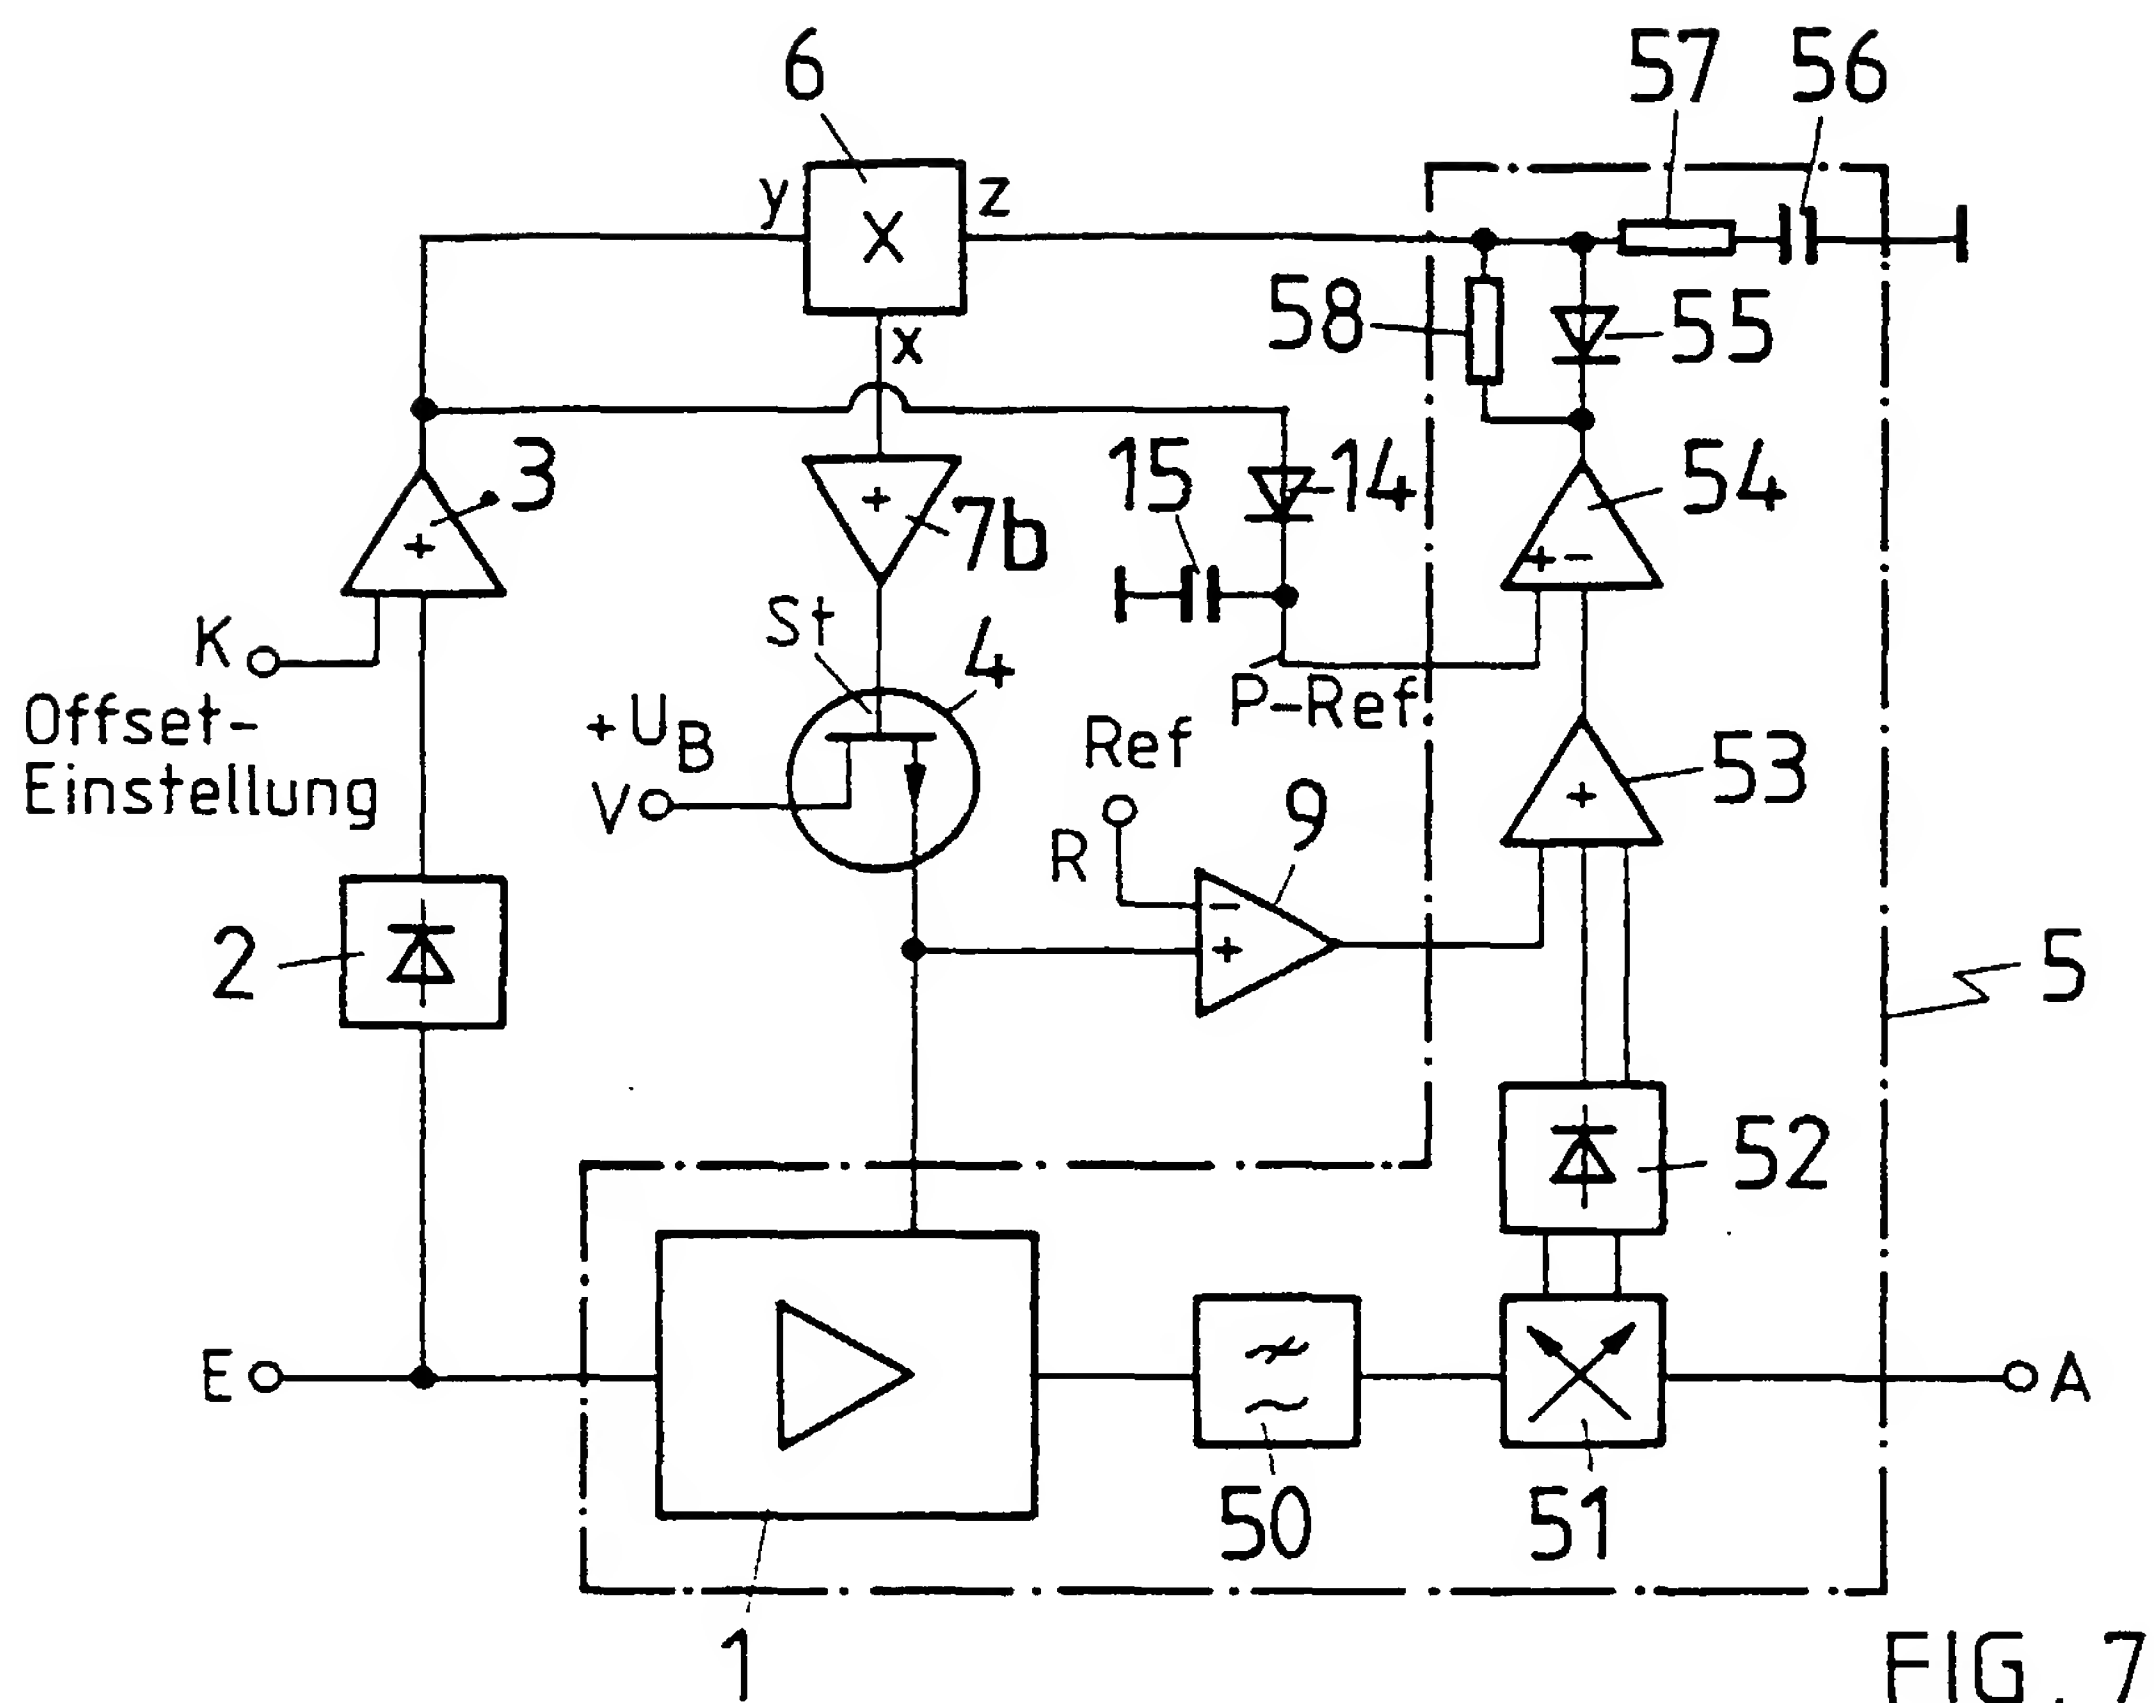 6
57
56
y
z
X
58
55
x
3
15
14
54
7b
+
+
+ -
K
St
4
Offset-
Einstellung
+UB
V
P-Ref.
Ref
R
9
53
+
-
+
2
5
52
E
A
50
51
1
FIG. 7